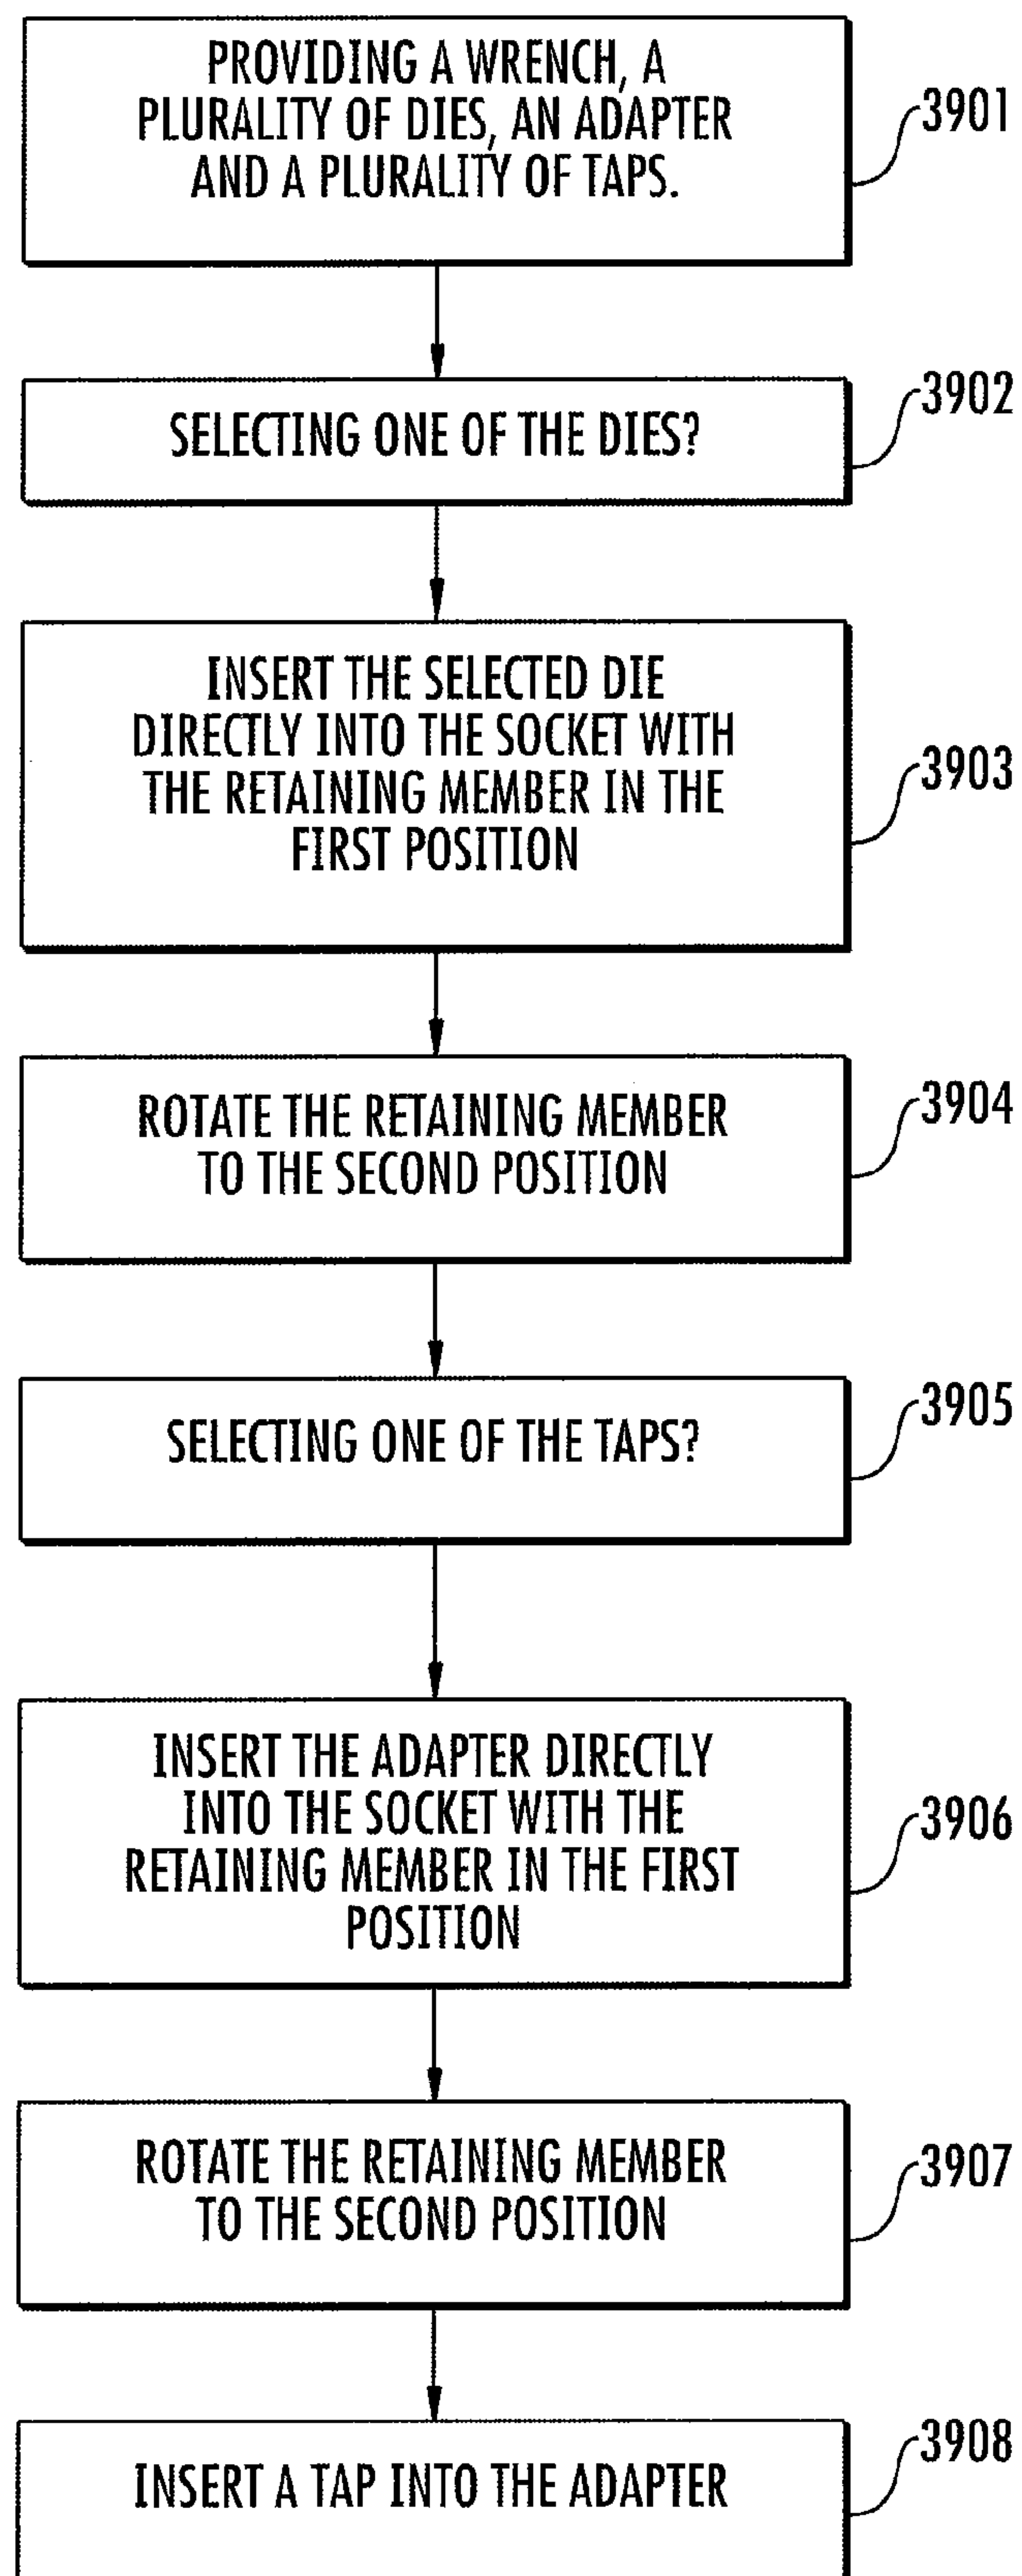 PROVIDING A WRENCH, A
PLURALITY OF DIES, AN ADAPTER
AND A PLURALITY OF TAPS.
3901
SELECTING ONE OF THE DIES?
3902
INSERT THE SELECTED DIE
DIRECTLY INTO THE SOCKET WITH
THE RETAINING MEMBER IN THE
FIRST POSITION
3903
ROTATE THE RETAINING MEMBER
TO THE SECOND POSITION
3904
SELECTING ONE OF THE TAPS?
3905
INSERT THE ADAPTER DIRECTLY
INTO THE SOCKET WITH THE
RETAINING MEMBER IN THE FIRST
POSITION
3906
ROTATE THE RETAINING MEMBER
TO THE SECOND POSITION
3907
INSERT A TAP INTO THE ADAPTER
3908